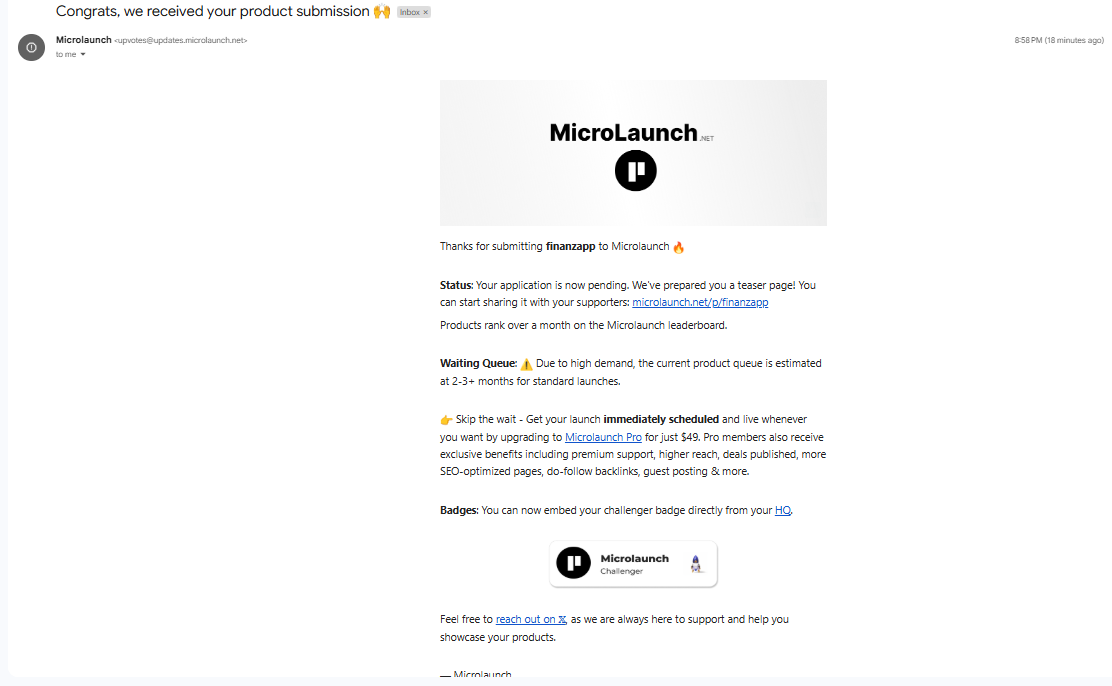 Congrats, we received your product submission 🙌 Inbox ×
Microlaunch <upvotes@updates.microlaunch.net>
8:58 PM (18 minutes ago)
to me
MicroLaunch.NET
Thanks for submitting finanzapp to Microlaunch 🔥
Status: Your application is now pending. We've prepared you a teaser page! You
can start sharing it with your supporters: microlaunch.net/p/finanzapp
Products rank over a month on the Microlaunch leaderboard.
Waiting Queue: ⚠️ Due to high demand, the current product queue is estimated
at 2-3+ months for standard launches.
👉 Skip the wait - Get your launch immediately scheduled and live whenever
you want by upgrading to Microlaunch Pro for just $49. Pro members also receive
exclusive benefits including premium support, higher reach, deals published, more
SEO-optimized pages, do-follow backlinks, guest posting & more.
Badges: You can now embed your challenger badge directly from your HQ.
Microlaunch
Challenger
Feel free to reach out on 𝕏, as we are always here to support and help you
showcase your products.
— Microlaunch